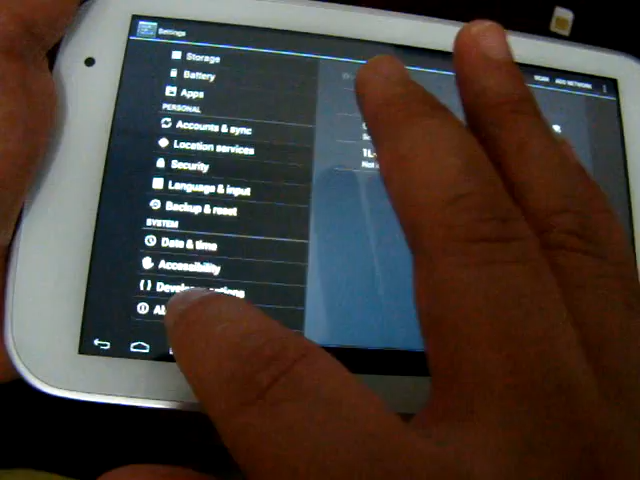 Settings
SCAN ADD NETWORK
Storage
Battery
Apps
PERSONAL
Accounts & sync
Location services
Security
Language & input
Backup & reset
SYSTEM
Date & time
Accessibility